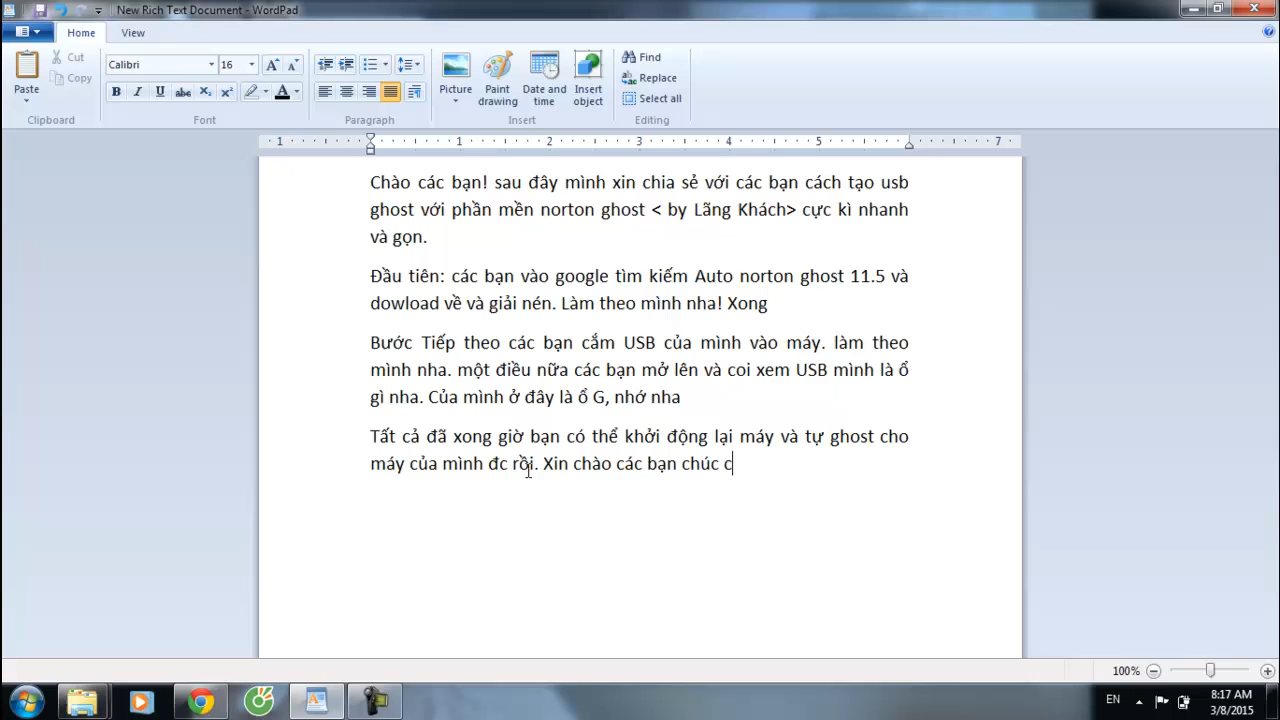 New Rich Text Document - WordPad
Home View
Paste
Cut
Copy
Clipboard
Calibri 16
Font
Paragraph
Picture
Paint drawing
Date and time
Insert object
Insert
Find
Replace
Select all
Editing
1 1 2 3 4 5 7
Chào các bạn! sau đây mình xin chia sẻ với các bạn cách tạo usb
ghost với phần mền norton ghost < by Lãng Khách> cực kì nhanh
và gọn.
Đầu tiên: các bạn vào google tìm kiếm Auto norton ghost 11.5 và
dowload về và giải nén. Làm theo mình nha! Xong
Bước Tiếp theo các bạn cắm USB của mình vào máy. làm theo
mình nha. một điều nữa các bạn mở lên và coi xem USB mình là ổ
gì nha. Của mình ở đây là ổ G, nhớ nha
Tất cả đã xong giờ bạn có thể khởi động lại máy và tự ghost cho
máy của mình đc rồi. Xin chào các bạn chúc c
100%
EN
8:17 AM
3/8/2015